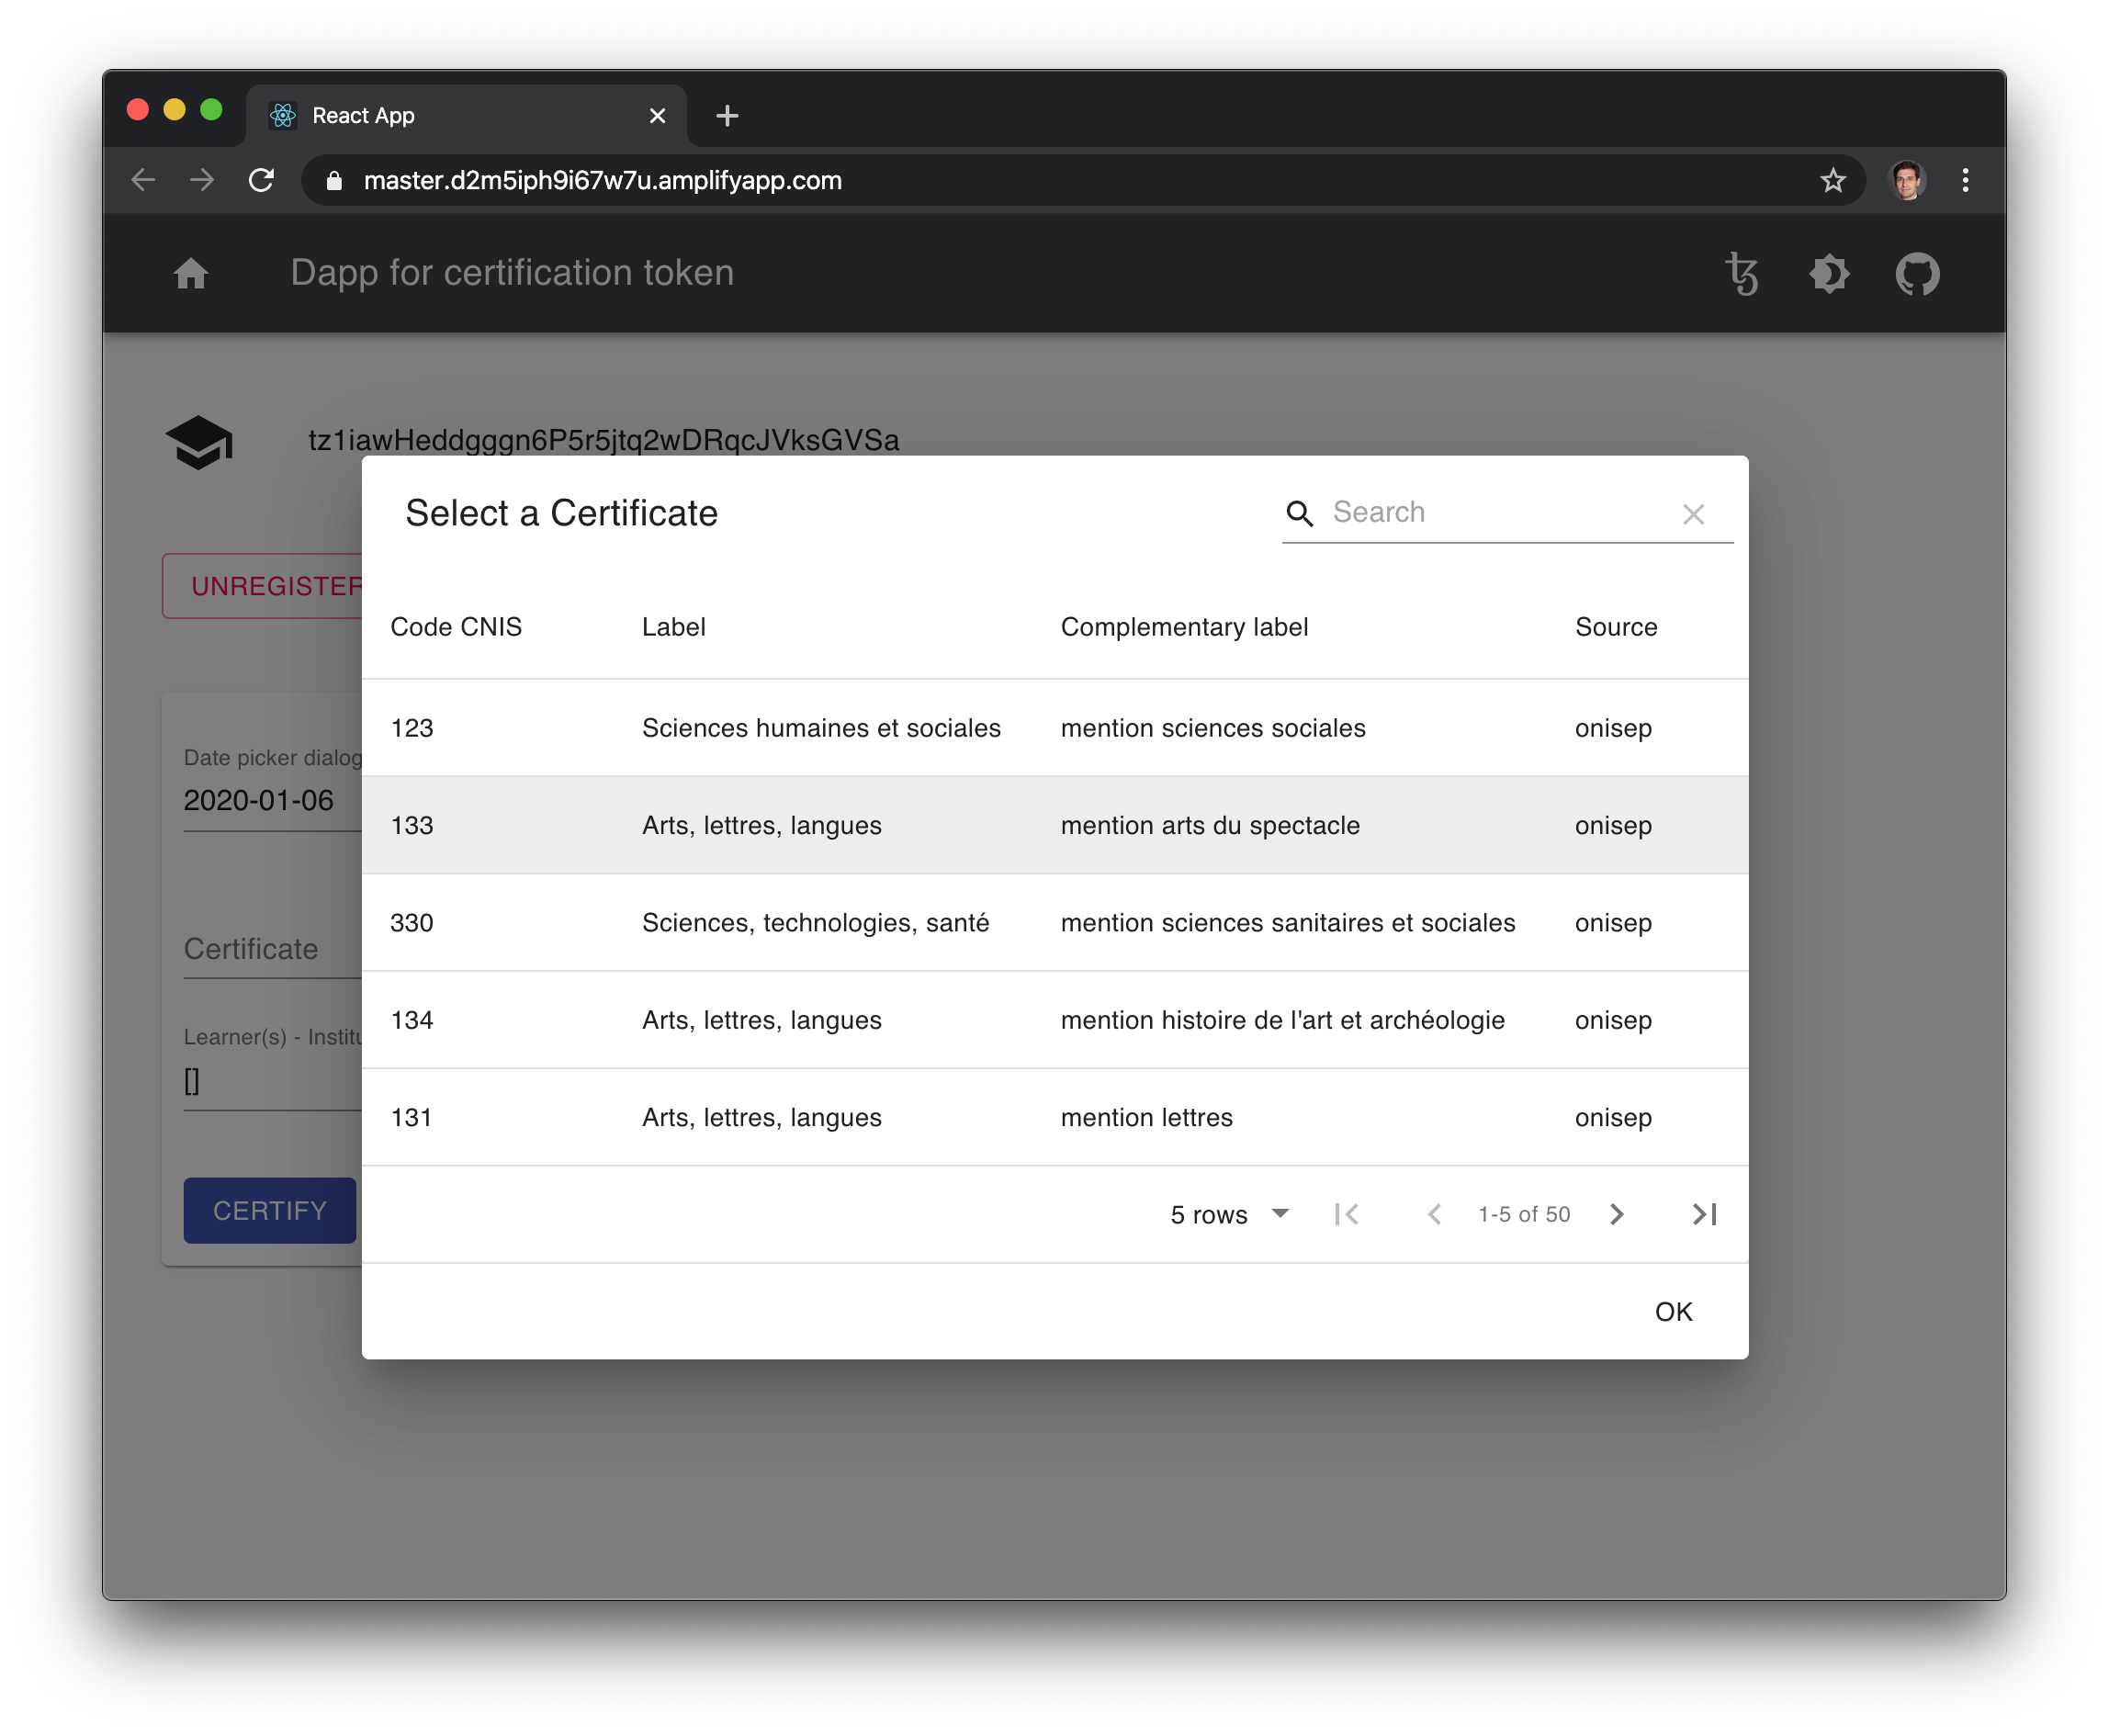 React App
master.d2m5iph9i67w7u.amplifyapp.com
Dapp for certification token
tz1iawHeddgggn6P5r5jtq2wDRqcJVksGVSa
UNREGISTER
Select a Certificate
Search
Code CNIS Label Complementary label Source
123 Sciences humaines et sociales mention sciences sociales onisep
133 Arts, lettres, langues mention arts du spectacle onisep
330 Sciences, technologies, santé mention sciences sanitaires et sociales onisep
134 Arts, lettres, langues mention histoire de l'art et archéologie onisep
131 Arts, lettres, langues mention lettres onisep
5 rows 1-5 of 50
OK
Date picker dialog
2020-01-06
Certificate
Learner(s) - Institu
[]
CERTIFY